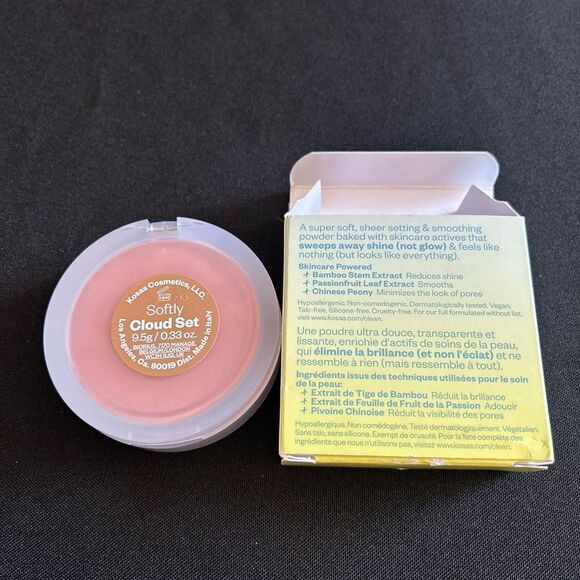 Kosas Cosmetics, LLC.
Softly
Cloud Set
9.5g / 0.33 oz.
BIORIUS, 7170 MANAGE,
BELGIUM/LONDON
WC2H 9JQ, UK
Los Angeles, Ca. 90019 Dist. Made in Italy
A super soft, sheer setting & smoothing
powder baked with skincare actives that
sweeps away shine (not glow) & feels like
nothing (but looks like everything).
Skincare Powered
+ Bamboo Stem Extract Reduces shine
+ Passionfruit Leaf Extract Smooths
+ Chinese Peony Minimizes the look of pores
Hypoallergenic. Non-comedogenic. Dermatologically tested. Vegan.
Talc-free, Silicone-free. Cruelty-free. For our full formulated without list,
visit www.kosas.com/clean.
Une poudre ultra douce, transparente et
lissante, enrichie d'actifs de soins de la peau,
qui élimine la brillance (et non l'éclat) et ne
ressemble à rien (mais ressemble à tout).
Ingrédients issus des techniques utilisées pour le soin
de la peau:
+ Extrait de Tige de Bambou Réduit la brillance
+ Extrait de Feuille de Fruit de la Passion Adoucir
+ Pivoine Chinoise Réduit la visibilité des pores
Hypoallergique. Non comédogène. Testé dermatologiquement. Végétalien.
Sans talc, sans silicone. Exempt de cruauté. Pour la liste complète des
ingrédients que nous n'utilisons pas, visitez www.kosas.com/clean.